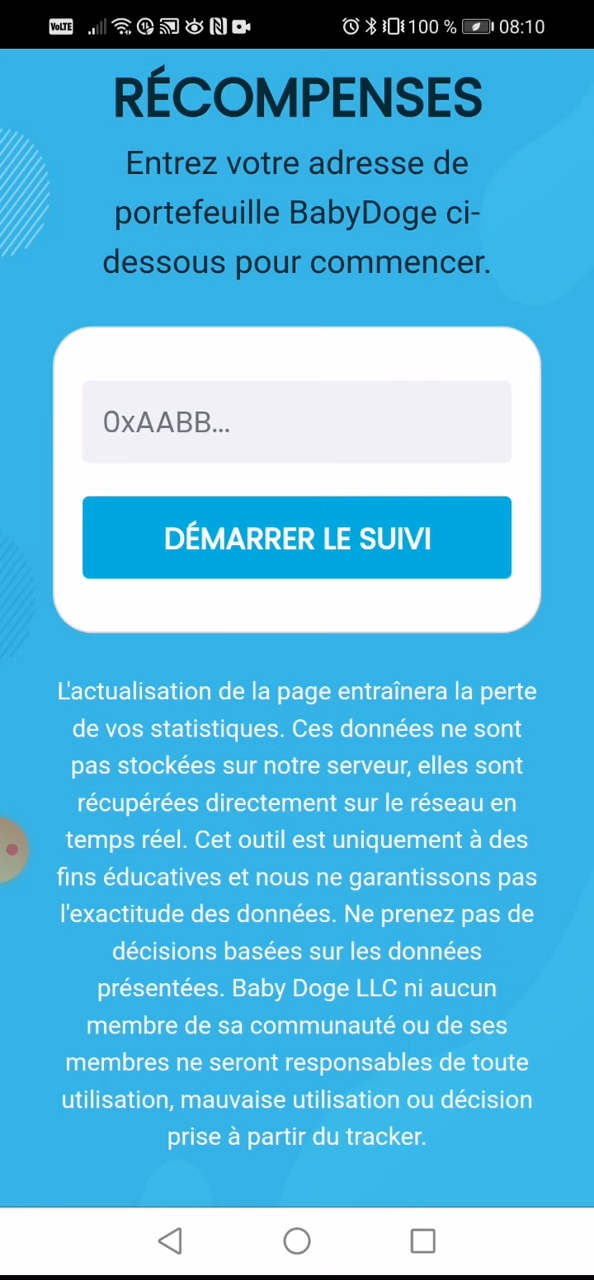 VoLTE 100 % 08:10
RÉCOMPENSES
Entrez votre adresse de
portefeuille BabyDoge ci-
dessous pour commencer.
0xAABB...
DÉMARRER LE SUIVI
L'actualisation de la page entraînera la perte
de vos statistiques. Ces données ne sont
pas stockées sur notre serveur, elles sont
récupérées directement sur le réseau en
temps réel. Cet outil est uniquement à des
fins éducatives et nous ne garantissons pas
l'exactitude des données. Ne prenez pas de
décisions basées sur les données
présentées. Baby Doge LLC ni aucun
membre de sa communauté ou de ses
membres ne seront responsables de toute
utilisation, mauvaise utilisation ou décision
prise à partir du tracker.